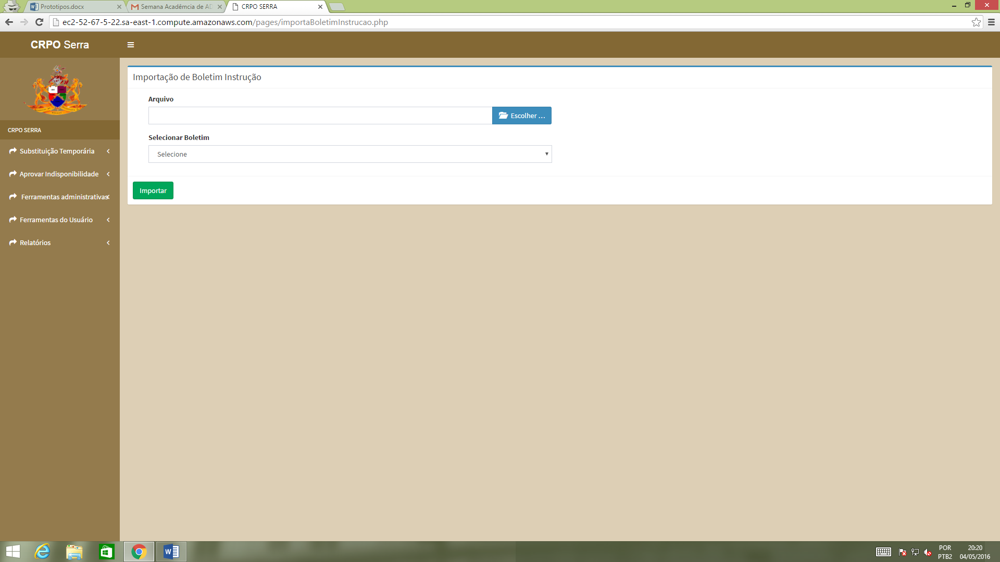 Prototipos.docx
Semana Acadêmcia de AD
CRPO SERRA
ec2-52-67-5-22.sa-east-1.compute.amazonaws.com/pages/importaBoletimInstrucao.php
CRPO Serra
CRPO SERRA
Substituição Temporária
Aprovar Indisponibilidade
Ferramentas administrativas
Ferramentas do Usuário
Relatórios
Importação de Boletim Instrução
Arquivo
Escolher ...
Selecionar Boletim
Selecione
Importar
POR
PTB2
20:20
04/05/2016